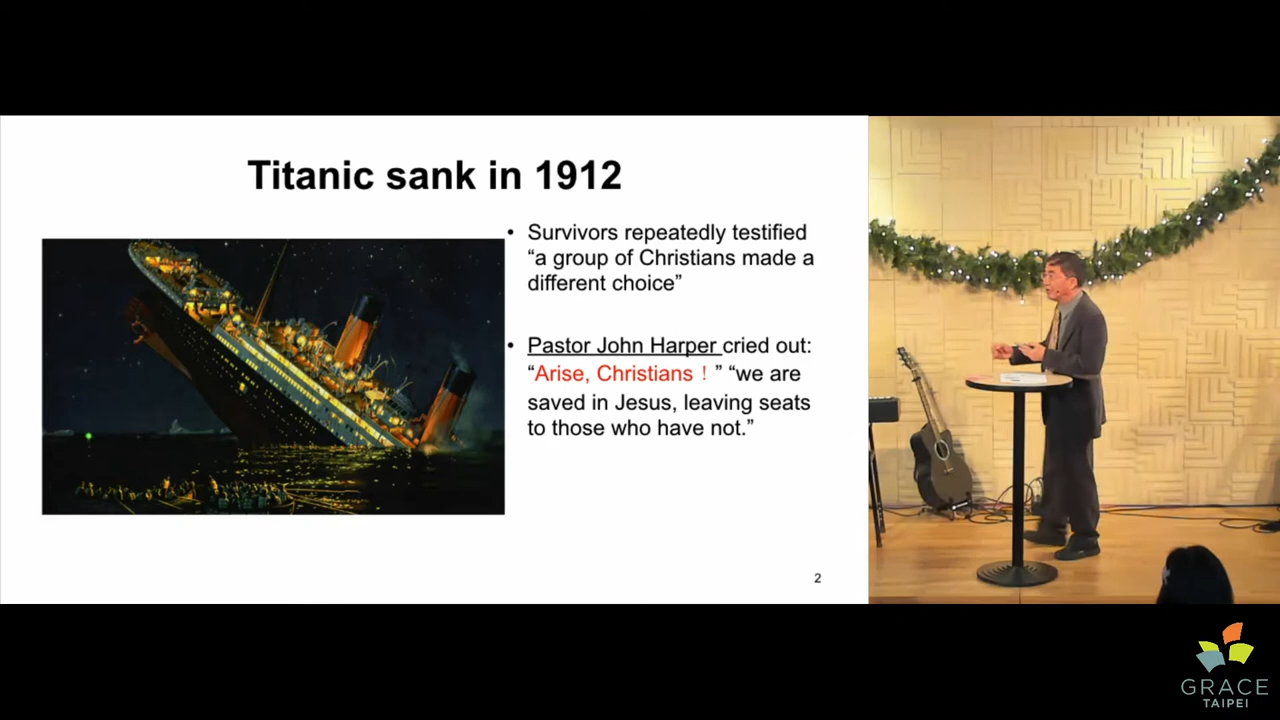 Titanic sank in 1912
• Survivors repeatedly testified
“a group of Christians made a
different choice”
• Pastor John Harper cried out:
“Arise, Christians！” “we are
saved in Jesus, leaving seats
to those who have not.”
2
GRACE
TAIPEI